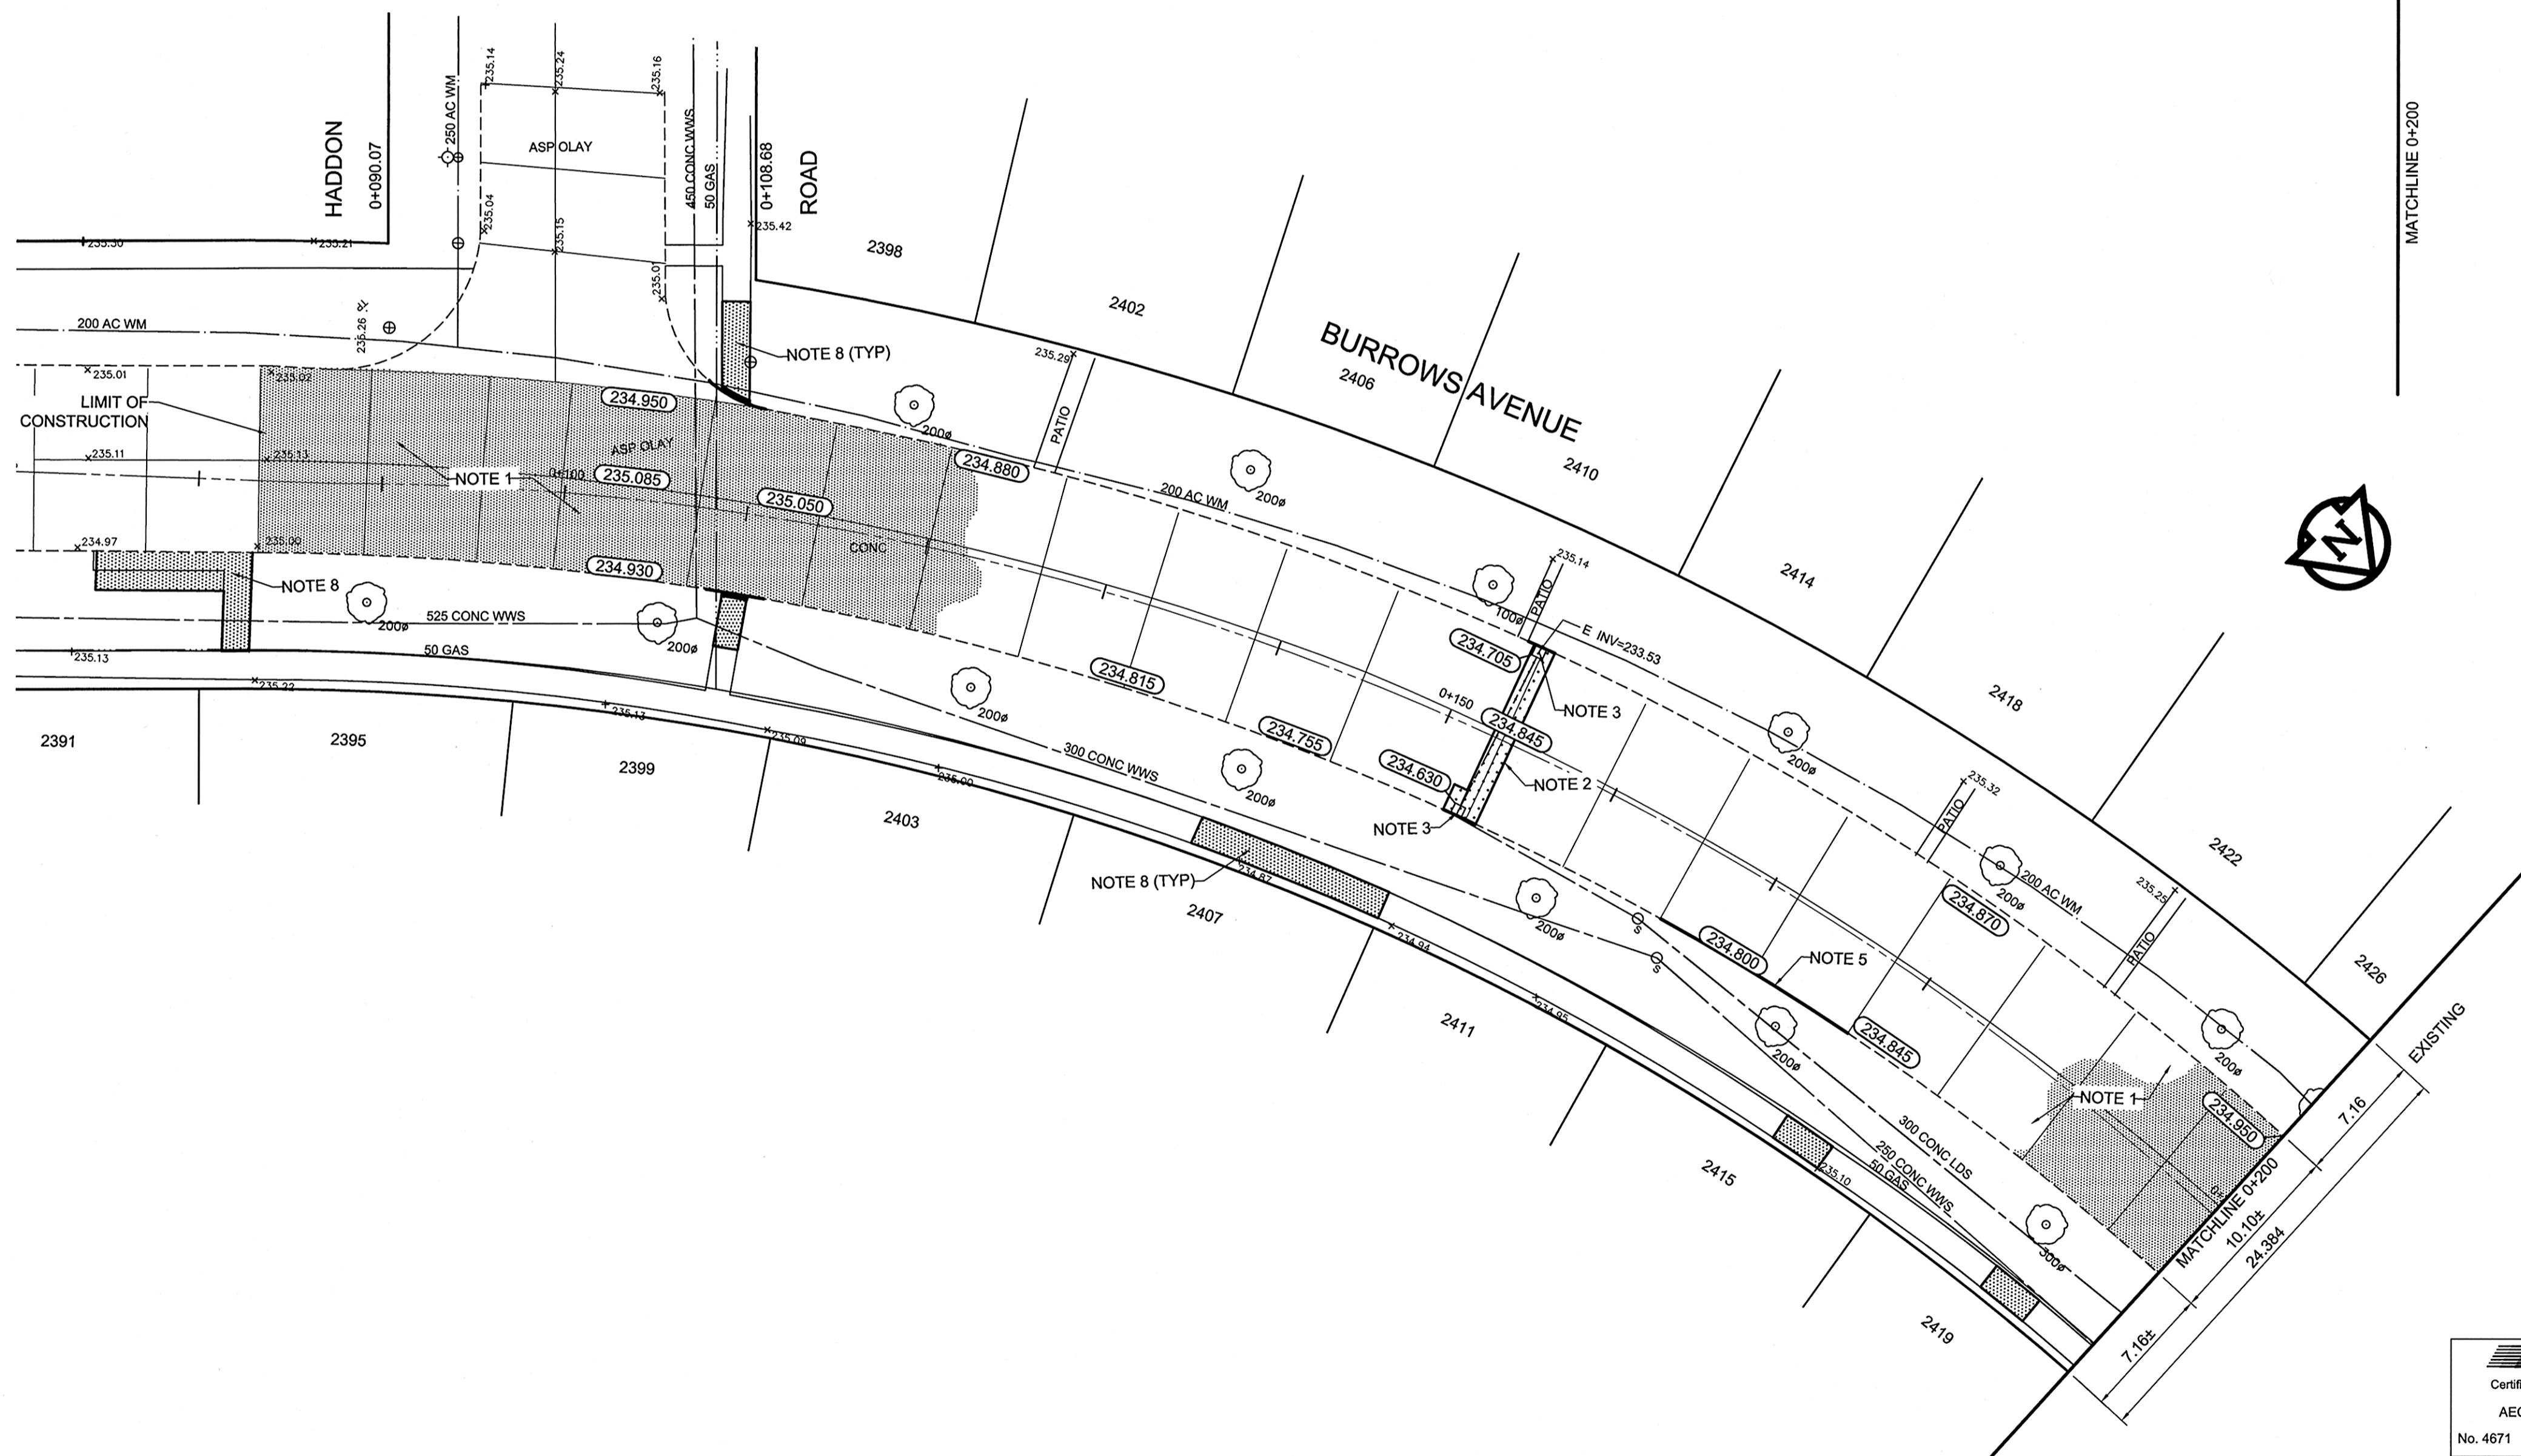 HADDON
0+090.07
250 AC WM
235.14
235.24
235.16
ASP OLAY
450 CONC WWS
50 GAS
0+108.68
ROAD
MATCHLINE 0+200
235.04
235.15
235.01
235.42
235.30
235.21
235.26
2398
2402
BURROWS AVENUE
2406
2410
2414
2418
2422
2426
200 AC WM
NOTE 8 (TYP)
235.29
PATIO
235.01
235.02
LIMIT OF
CONSTRUCTION
234.950
ASP OLAY
200ø
235.11
235.13
NOTE 1
0+100
235.085
235.050
234.880
200 AC WM
200ø
CONC
234.97
235.00
234.930
NOTE 8
200ø
525 CONC WWS
200ø
50 GAS
235.13
235.22
235.13
235.09
235.00
200ø
234.815
234.755
234.630
234.705
100ø
PATIO
235.14
E INV=233.53
NOTE 3
0+150
234.845
NOTE 2
NOTE 3
200ø
300 CONC WWS
200ø
NOTE 8 (TYP)
234.87
234.94
234.95
200ø
S
S
234.800
NOTE 5
234.845
200ø
PATIO
235.32
200ø
200 AC WM
234.870
235.25
PATIO
200ø
NOTE 1
234.950
EXISTING
7.16
0+
MATCHLINE 0+200
10.10±
24.384
7.16±
300 CONC LDS
250 CONC WWS
50 GAS
235.10
300ø
2391
2395
2399
2403
2407
2411
2415
2419
N
Certifi
AEC
No. 4671